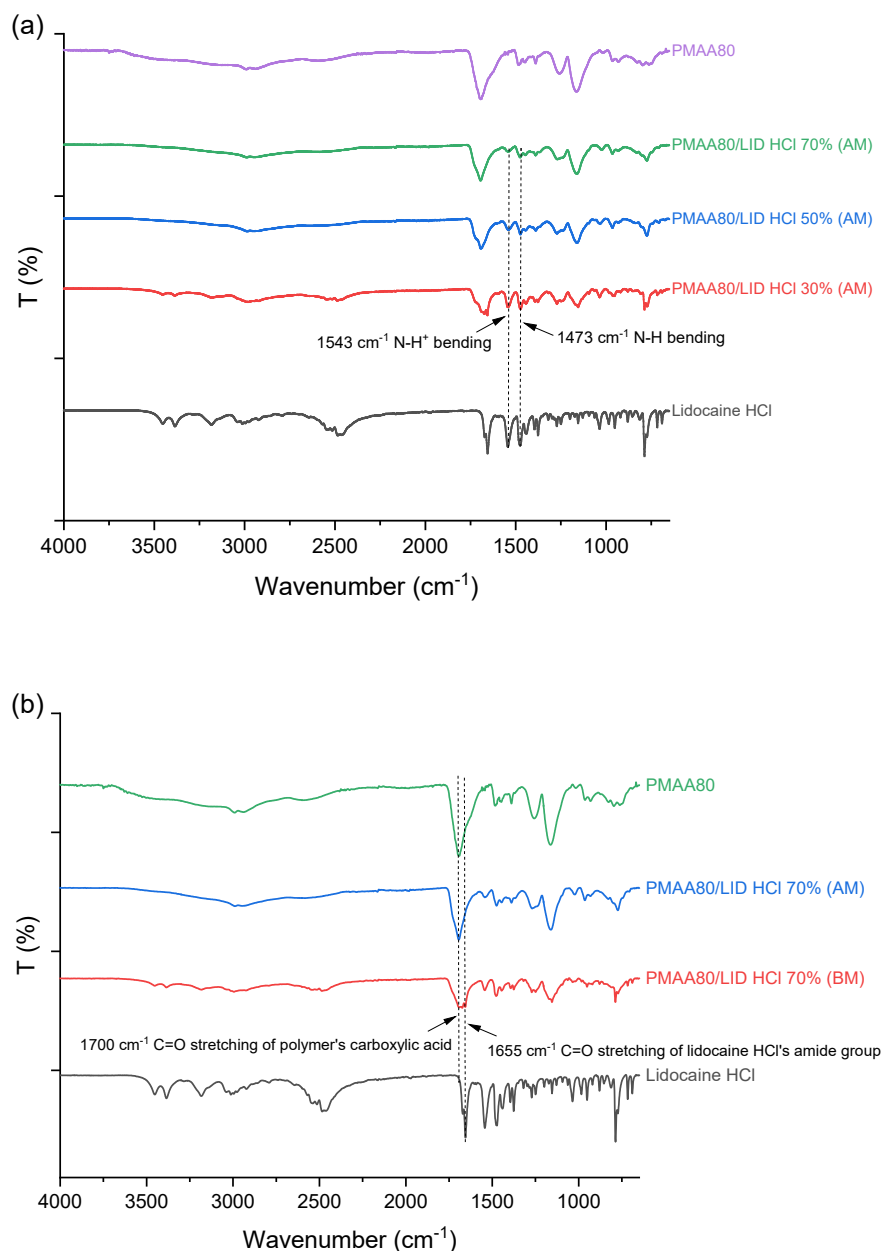 (a)
PMAA80
PMAA80/LID HCl 70% (AM)
PMAA80/LID HCl 50% (AM)
PMAA80/LID HCl 30% (AM)
1543 cm⁻¹ N-H⁺ bending
1473 cm⁻¹ N-H bending
Lidocaine HCl
T (%)
4000 3500 3000 2500 2000 1500 1000
Wavenumber (cm⁻¹)
(b)
PMAA80
PMAA80/LID HCl 70% (AM)
PMAA80/LID HCl 70% (BM)
1700 cm⁻¹ C=O stretching of polymer's carboxylic acid
1655 cm⁻¹ C=O stretching of lidocaine HCl's amide group
Lidocaine HCl
T (%)
4000 3500 3000 2500 2000 1500 1000
Wavenumber (cm⁻¹)